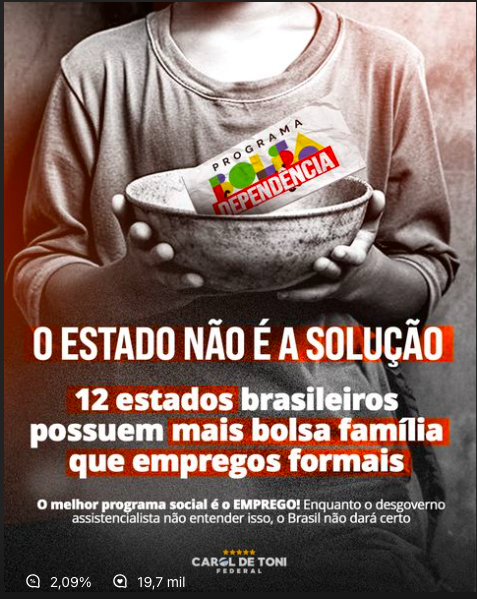 PROGRAMA
BOLSA
DEPENDÊNCIA
O ESTADO NÃO É A SOLUÇÃO
12 estados brasileiros
possuem mais bolsa família
que empregos formais
O melhor programa social é o EMPREGO! Enquanto o desgoverno
assistencialista não entender isso, o Brasil não dará certo
CAROL DE TONI
FEDERAL
2,09% 19,7 mil